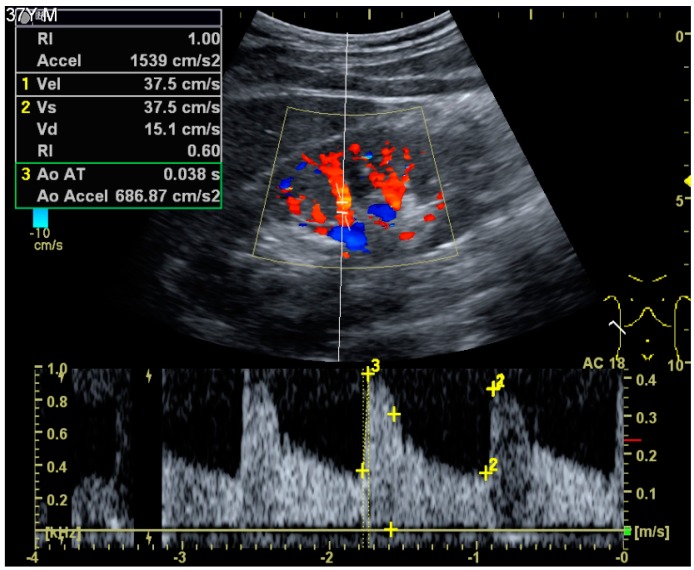 37Y M
RI 1.00
Accel 1539 cm/s2
1 Vel 37.5 cm/s
2 Vs 37.5 cm/s
Vd 15.1 cm/s
RI 0.60
3 Ao AT 0.038 s
Ao Accel 686.87 cm/s2
-10
cm/s
0
5
10
AC 18
1.0
0.8
0.6
0.4
0.2
[kHz]
3
2
2
0.4
0.3
0.2
0.1
[m/s]
-4 -3 -2 -1 -0